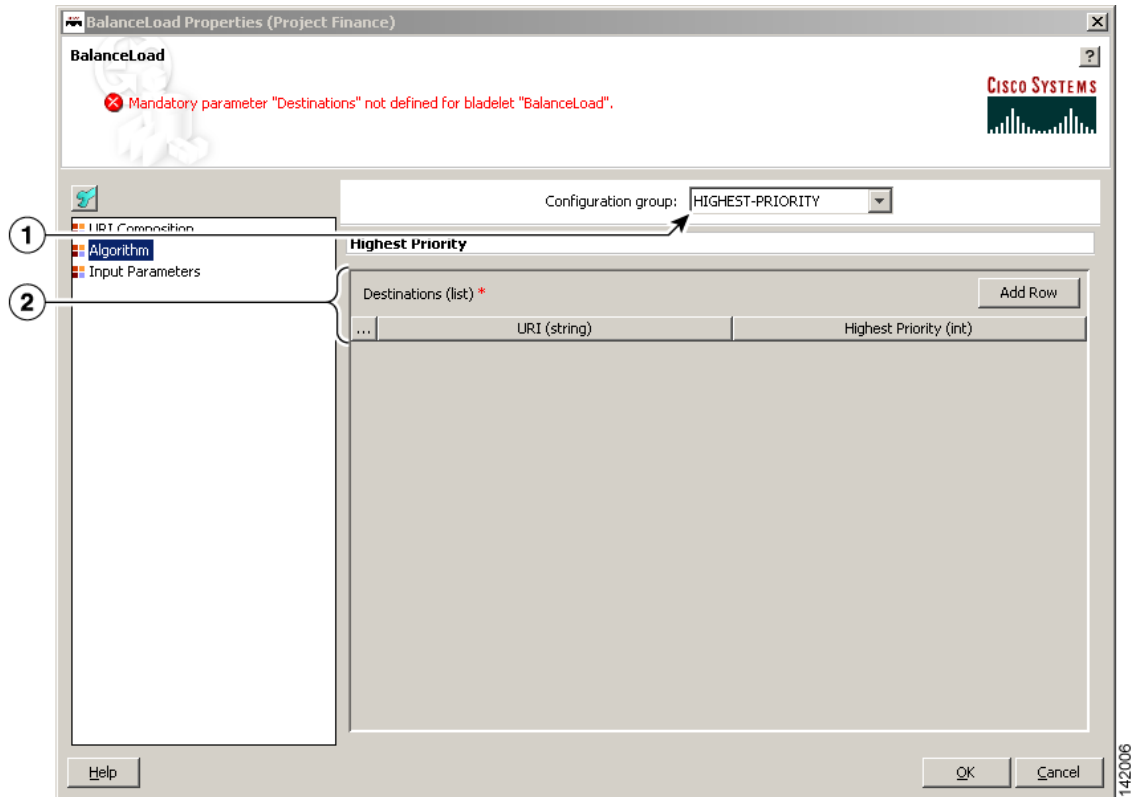 BalanceLoad Properties (Project Finance)
BalanceLoad
?
Mandatory parameter "Destinations" not defined for bladelet "BalanceLoad".
CISCO SYSTEMS
Configuration group: HIGHEST-PRIORITY
1
URI Composition
Algorithm
Highest Priority
Input Parameters
2
Destinations (list) *
Add Row
... URI (string) Highest Priority (int)
Help
OK
Cancel
142006